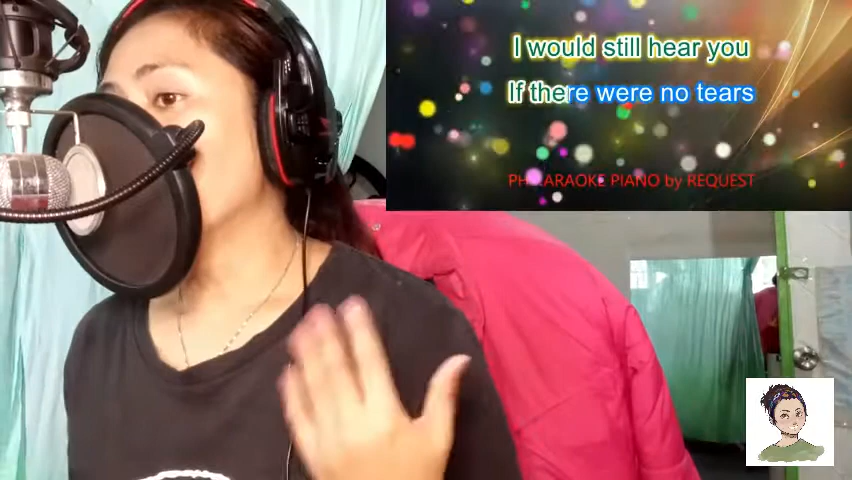 I would still hear you
If there were no tears
PIANO by REQUEST